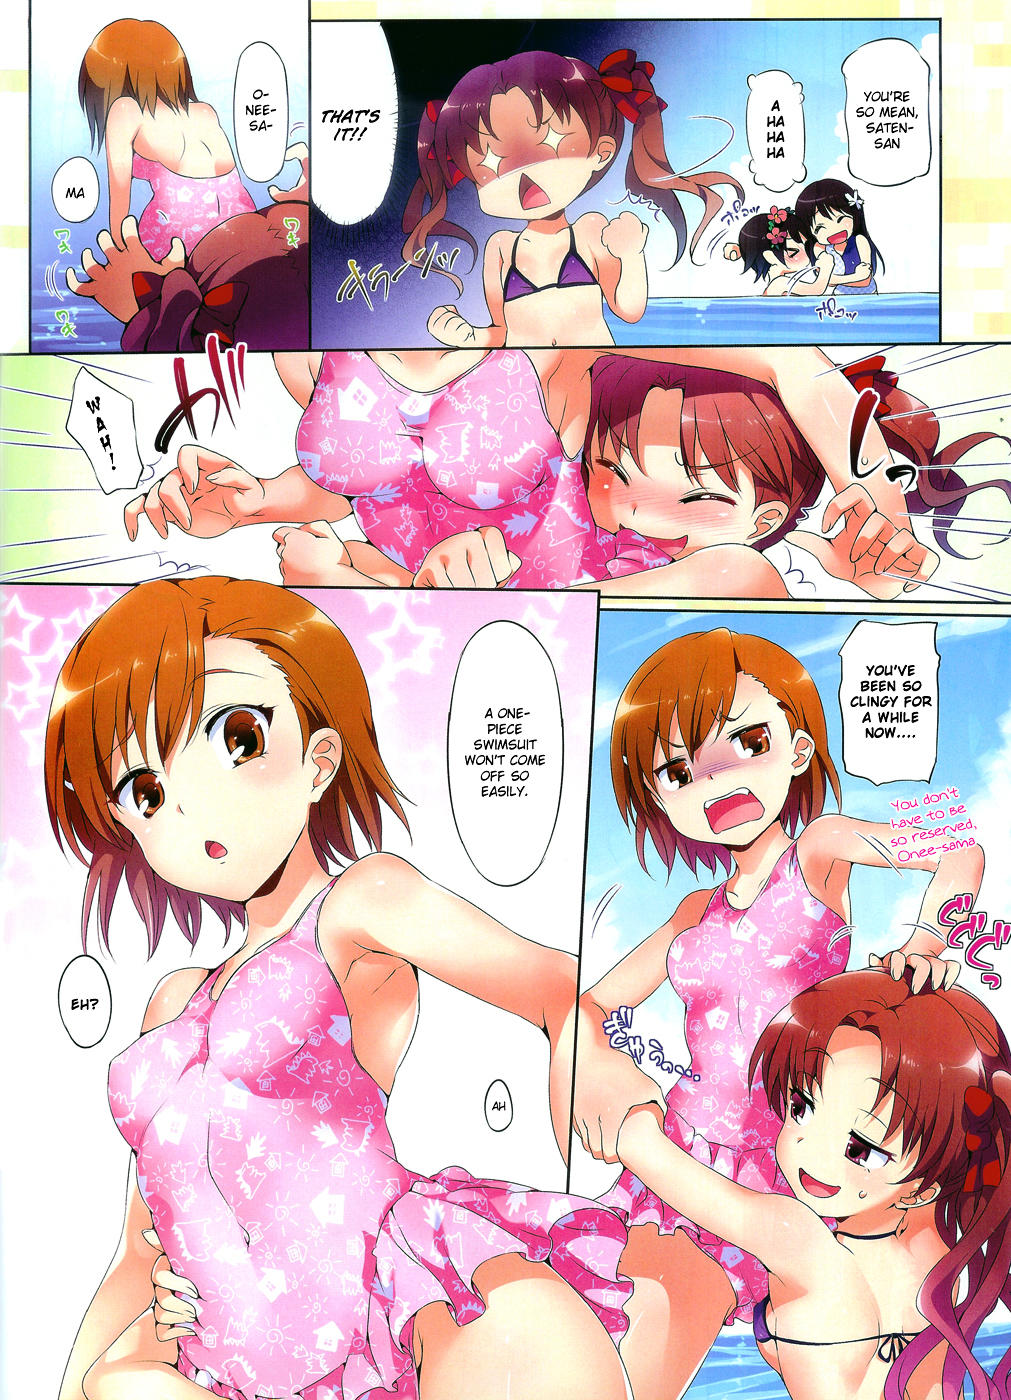 YOU'RE
SO MEAN,
SATEN-
SAN
A
HA
HA
HA
THAT'S
IT!!
O-
NEE-
SA-
MA
WAH!
YOU'VE
BEEN SO
CLINGY FOR
A WHILE
NOW....
You don't
have to be
so reserved,
Onee-sama
A ONE-
PIECE
SWIMSUIT
WON'T COME
OFF SO
EASILY.
EH?
AH